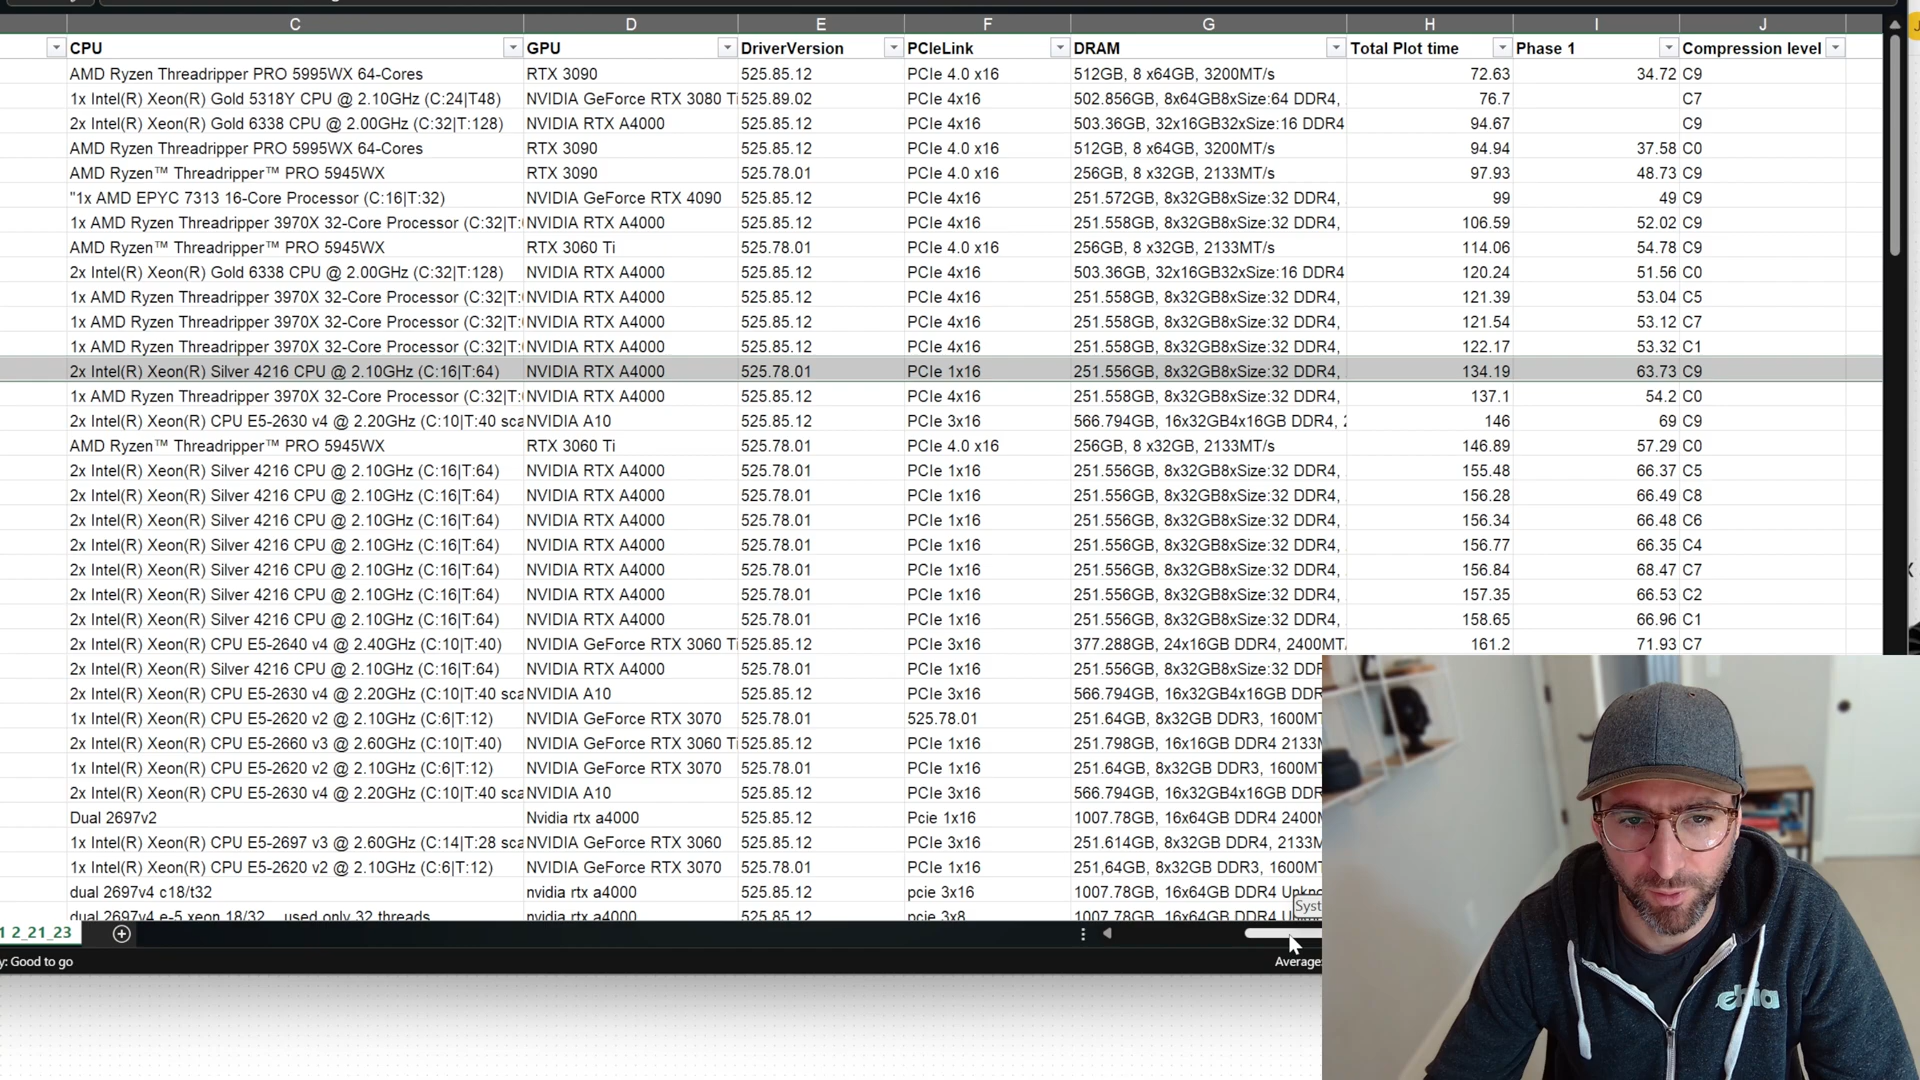 C D E F G H I J
CPU GPU DriverVersion PCIeLink DRAM Total Plot time Phase 1 Compression level
AMD Ryzen Threadripper PRO 5995WX 64-Cores RTX 3090 525.85.12 PCIe 4.0 x16 512GB, 8 x64GB, 3200MT/s 72.63 34.72 C9
1x Intel(R) Xeon(R) Gold 5318Y CPU @ 2.10GHz (C:24|T48) NVIDIA GeForce RTX 3080 Ti 525.89.02 PCIe 4x16 502.856GB, 8x64GB8xSize:64 DDR4, 76.7 C7
2x Intel(R) Xeon(R) Gold 6338 CPU @ 2.00GHz (C:32|T:128) NVIDIA RTX A4000 525.85.12 PCIe 4x16 503.36GB, 32x16GB32xSize:16 DDR4 94.67 C9
AMD Ryzen Threadripper PRO 5995WX 64-Cores RTX 3090 525.85.12 PCIe 4.0 x16 512GB, 8 x64GB, 3200MT/s 94.94 37.58 C0
AMD Ryzen™ Threadripper™ PRO 5945WX RTX 3090 525.78.01 PCIe 4.0 x16 256GB, 8 x32GB, 2133MT/s 97.93 48.73 C9
"1x AMD EPYC 7313 16-Core Processor (C:16|T:32) NVIDIA GeForce RTX 4090 525.85.12 PCIe 4x16 251.572GB, 8x32GB8xSize:32 DDR4, 99 49 C9
1x AMD Ryzen Threadripper 3970X 32-Core Processor (C:32|T: NVIDIA RTX A4000 525.85.12 PCIe 4x16 251.558GB, 8x32GB8xSize:32 DDR4, 106.59 52.02 C9
AMD Ryzen™ Threadripper™ PRO 5945WX RTX 3060 Ti 525.78.01 PCIe 4.0 x16 256GB, 8 x32GB, 2133MT/s 114.06 54.78 C9
2x Intel(R) Xeon(R) Gold 6338 CPU @ 2.00GHz (C:32|T:128) NVIDIA RTX A4000 525.85.12 PCIe 4x16 503.36GB, 32x16GB32xSize:16 DDR4 120.24 51.56 C0
1x AMD Ryzen Threadripper 3970X 32-Core Processor (C:32|T: NVIDIA RTX A4000 525.85.12 PCIe 4x16 251.558GB, 8x32GB8xSize:32 DDR4, 121.39 53.04 C5
1x AMD Ryzen Threadripper 3970X 32-Core Processor (C:32|T: NVIDIA RTX A4000 525.85.12 PCIe 4x16 251.558GB, 8x32GB8xSize:32 DDR4, 121.54 53.12 C7
1x AMD Ryzen Threadripper 3970X 32-Core Processor (C:32|T: NVIDIA RTX A4000 525.85.12 PCIe 4x16 251.558GB, 8x32GB8xSize:32 DDR4, 122.17 53.32 C1
2x Intel(R) Xeon(R) Silver 4216 CPU @ 2.10GHz (C:16|T:64) NVIDIA RTX A4000 525.78.01 PCIe 1x16 251.556GB, 8x32GB8xSize:32 DDR4, 134.19 63.73 C9
1x AMD Ryzen Threadripper 3970X 32-Core Processor (C:32|T: NVIDIA RTX A4000 525.85.12 PCIe 4x16 251.558GB, 8x32GB8xSize:32 DDR4, 137.1 54.2 C0
2x Intel(R) Xeon(R) CPU E5-2630 v4 @ 2.20GHz (C:10|T:40 sca NVIDIA A10 525.85.12 PCIe 3x16 566.794GB, 16x32GB4x16GB DDR4, 2 146 69 C9
AMD Ryzen™ Threadripper™ PRO 5945WX RTX 3060 Ti 525.78.01 PCIe 4.0 x16 256GB, 8 x32GB, 2133MT/s 146.89 57.29 C0
2x Intel(R) Xeon(R) Silver 4216 CPU @ 2.10GHz (C:16|T:64) NVIDIA RTX A4000 525.78.01 PCIe 1x16 251.556GB, 8x32GB8xSize:32 DDR4, 155.48 66.37 C5
2x Intel(R) Xeon(R) Silver 4216 CPU @ 2.10GHz (C:16|T:64) NVIDIA RTX A4000 525.78.01 PCIe 1x16 251.556GB, 8x32GB8xSize:32 DDR4, 156.28 66.49 C8
2x Intel(R) Xeon(R) Silver 4216 CPU @ 2.10GHz (C:16|T:64) NVIDIA RTX A4000 525.78.01 PCIe 1x16 251.556GB, 8x32GB8xSize:32 DDR4, 156.34 66.48 C6
2x Intel(R) Xeon(R) Silver 4216 CPU @ 2.10GHz (C:16|T:64) NVIDIA RTX A4000 525.78.01 PCIe 1x16 251.556GB, 8x32GB8xSize:32 DDR4, 156.77 66.35 C4
2x Intel(R) Xeon(R) Silver 4216 CPU @ 2.10GHz (C:16|T:64) NVIDIA RTX A4000 525.78.01 PCIe 1x16 251.556GB, 8x32GB8xSize:32 DDR4, 156.84 68.47 C7
2x Intel(R) Xeon(R) Silver 4216 CPU @ 2.10GHz (C:16|T:64) NVIDIA RTX A4000 525.78.01 PCIe 1x16 251.556GB, 8x32GB8xSize:32 DDR4, 157.35 66.53 C2
2x Intel(R) Xeon(R) Silver 4216 CPU @ 2.10GHz (C:16|T:64) NVIDIA RTX A4000 525.78.01 PCIe 1x16 251.556GB, 8x32GB8xSize:32 DDR4, 158.65 66.96 C1
2x Intel(R) Xeon(R) CPU E5-2640 v4 @ 2.40GHz (C:10|T:40) NVIDIA GeForce RTX 3060 Ti 525.85.12 PCIe 3x16 377.288GB, 24x16GB DDR4, 2400MT/ 161.2 71.93 C7
2x Intel(R) Xeon(R) Silver 4216 CPU @ 2.10GHz (C:16|T:64) NVIDIA RTX A4000 525.78.01 PCIe 1x16 251.556GB, 8x32GB8xSize:32 DDR
2x Intel(R) Xeon(R) CPU E5-2630 v4 @ 2.20GHz (C:10|T:40 sca NVIDIA A10 525.85.12 PCIe 3x16 566.794GB, 16x32GB4x16GB DDR
1x Intel(R) Xeon(R) CPU E5-2620 v2 @ 2.10GHz (C:6|T:12) NVIDIA GeForce RTX 3070 525.78.01 525.78.01 251.64GB, 8x32GB DDR3, 1600MT
2x Intel(R) Xeon(R) CPU E5-2660 v3 @ 2.60GHz (C:10|T:40) NVIDIA GeForce RTX 3060 Ti 525.85.12 PCIe 1x16 251.798GB, 16x16GB DDR4 2133M
1x Intel(R) Xeon(R) CPU E5-2620 v2 @ 2.10GHz (C:6|T:12) NVIDIA GeForce RTX 3070 525.78.01 PCIe 1x16 251.64GB, 8x32GB DDR3, 1600MT
2x Intel(R) Xeon(R) CPU E5-2630 v4 @ 2.20GHz (C:10|T:40 sca NVIDIA A10 525.85.12 PCIe 3x16 566.794GB, 16x32GB4x16GB DDR
Dual 2697v2 Nvidia rtx a4000 525.85.12 Pcie 1x16 1007.78GB, 16x64GB DDR4 2400M
1x Intel(R) Xeon(R) CPU E5-2697 v3 @ 2.60GHz (C:14|T:28 sca NVIDIA GeForce RTX 3060 525.85.12 PCIe 3x16 251.614GB, 8x32GB DDR4, 2133M
1x Intel(R) Xeon(R) CPU E5-2620 v2 @ 2.10GHz (C:6|T:12) NVIDIA GeForce RTX 3070 525.78.01 PCIe 1x16 251,64GB, 8x32GB DDR3, 1600MT
dual 2697v4 c18/t32 nvidia rtx a4000 525.85.12 pcie 3x16 1007.78GB, 16x64GB DDR4 Unkno
dual 2697v4 e-5 xeon 18/32 used only 32 threads nvidia rtx a4000 525.85.12 pcie 3x8 1007.78GB, 16x64GB DDR4
Syst
1 2_21_23
y: Good to go Average:
chia